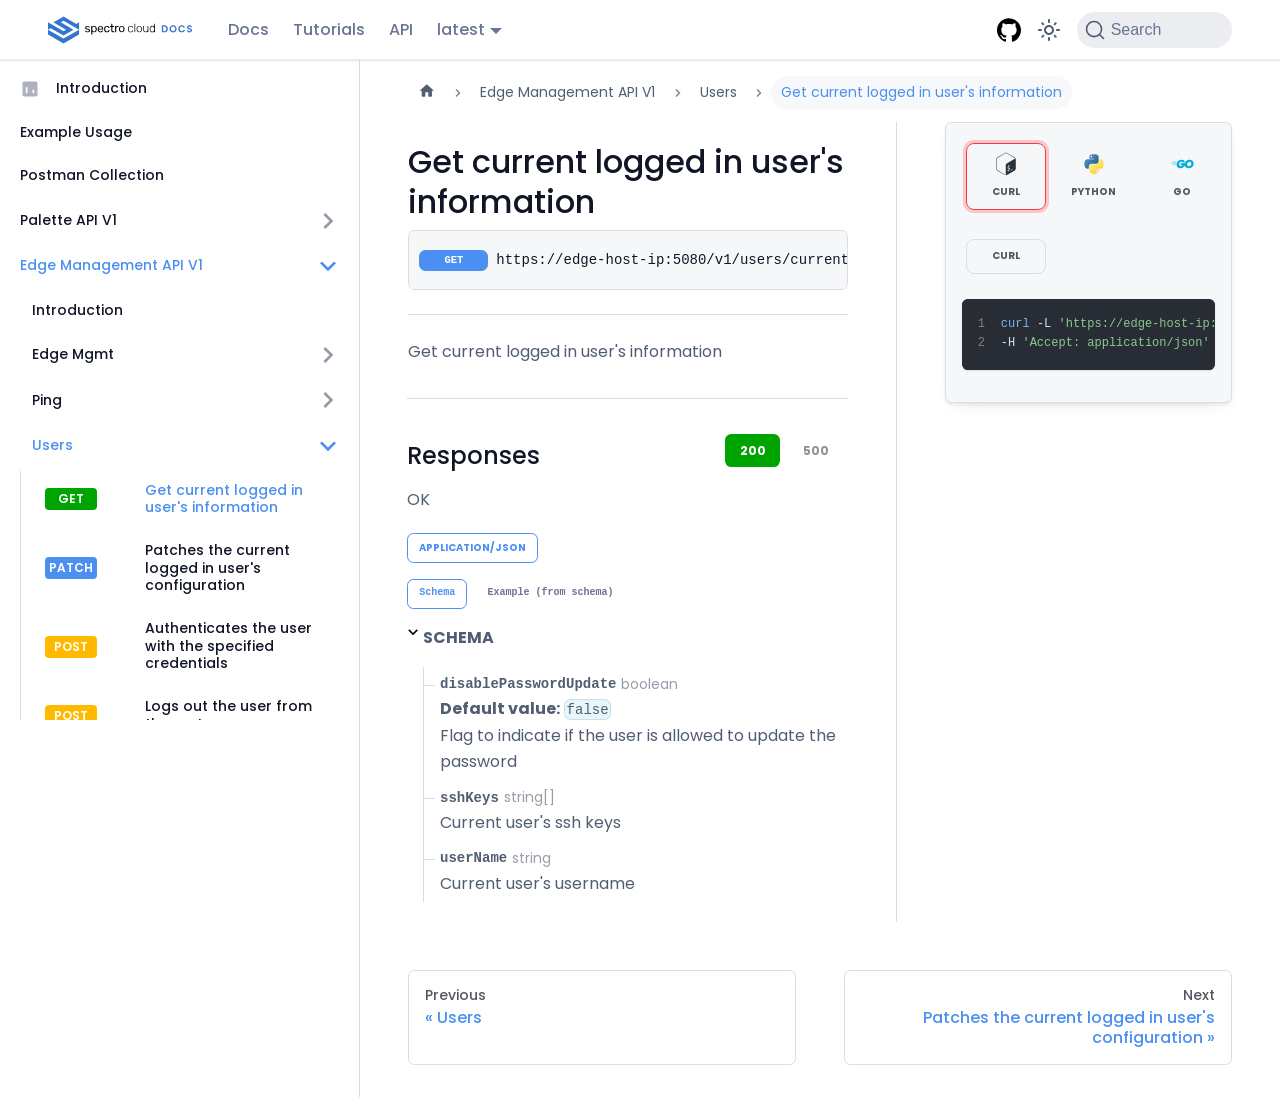 spectro cloud DOCS Docs Tutorials API latest Search
Introduction
Example Usage
Postman Collection
Palette API V1
Edge Management API V1
Introduction
Edge Mgmt
Ping
Users
GET Get current logged in
user's information
PATCH Patches the current
logged in user's
configuration
POST Authenticates the user
with the specified
credentials
POST Logs out the user from
Edge Management API V1 Users Get current logged in user's information
Get current logged in user's
information
GET https://edge-host-ip:5080/v1/users/current
Get current logged in user's information
Responses 200 500
OK
APPLICATION/JSON
Schema Example (from schema)
SCHEMA
disablePasswordUpdate boolean
Default value: false
Flag to indicate if the user is allowed to update the
password
sshKeys string[]
Current user's ssh keys
userName string
Current user's username
CURL PYTHON GO
CURL
1 curl -L 'https://edge-host-ip:
2 -H 'Accept: application/json'
Previous
« Users
Next
Patches the current logged in user's
configuration »